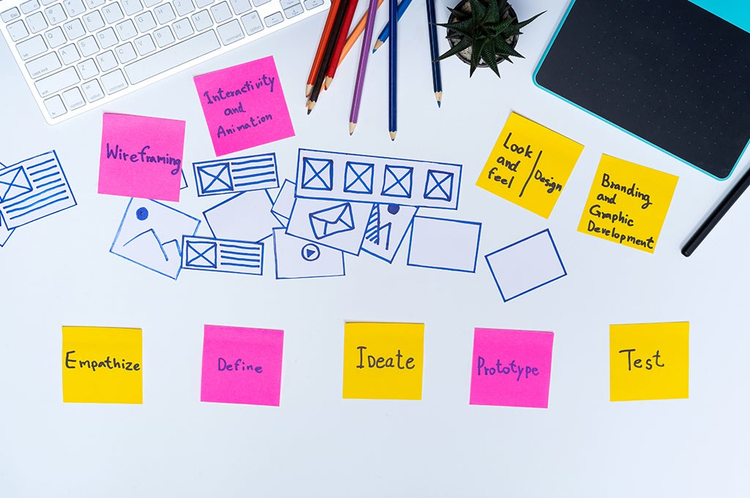 Interactivity
and
Animation
Wireframing
Look
and
feel
Design
Branding
and
Graphic
Development
Empathize
Define
Ideate
Prototype
Test